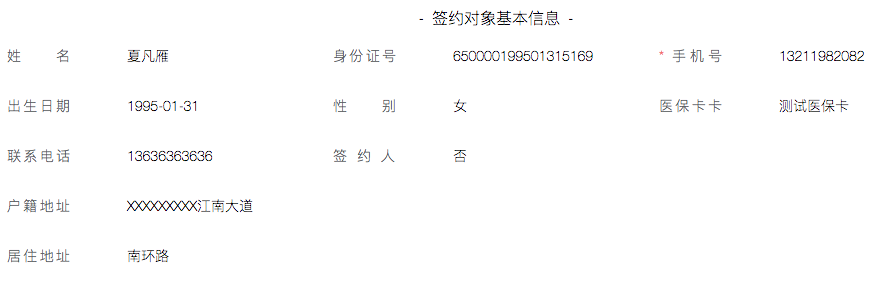 - 签约对象基本信息 -
姓 名 夏凡雁 身份证号 650000199501315169 * 手机号 13211982082
出生日期 1995-01-31 性 别 女 医保卡卡 测试医保卡
联系电话 13636363636 签约人 否
户籍地址 XXXXXXXXX江南大道
居住地址 南环路